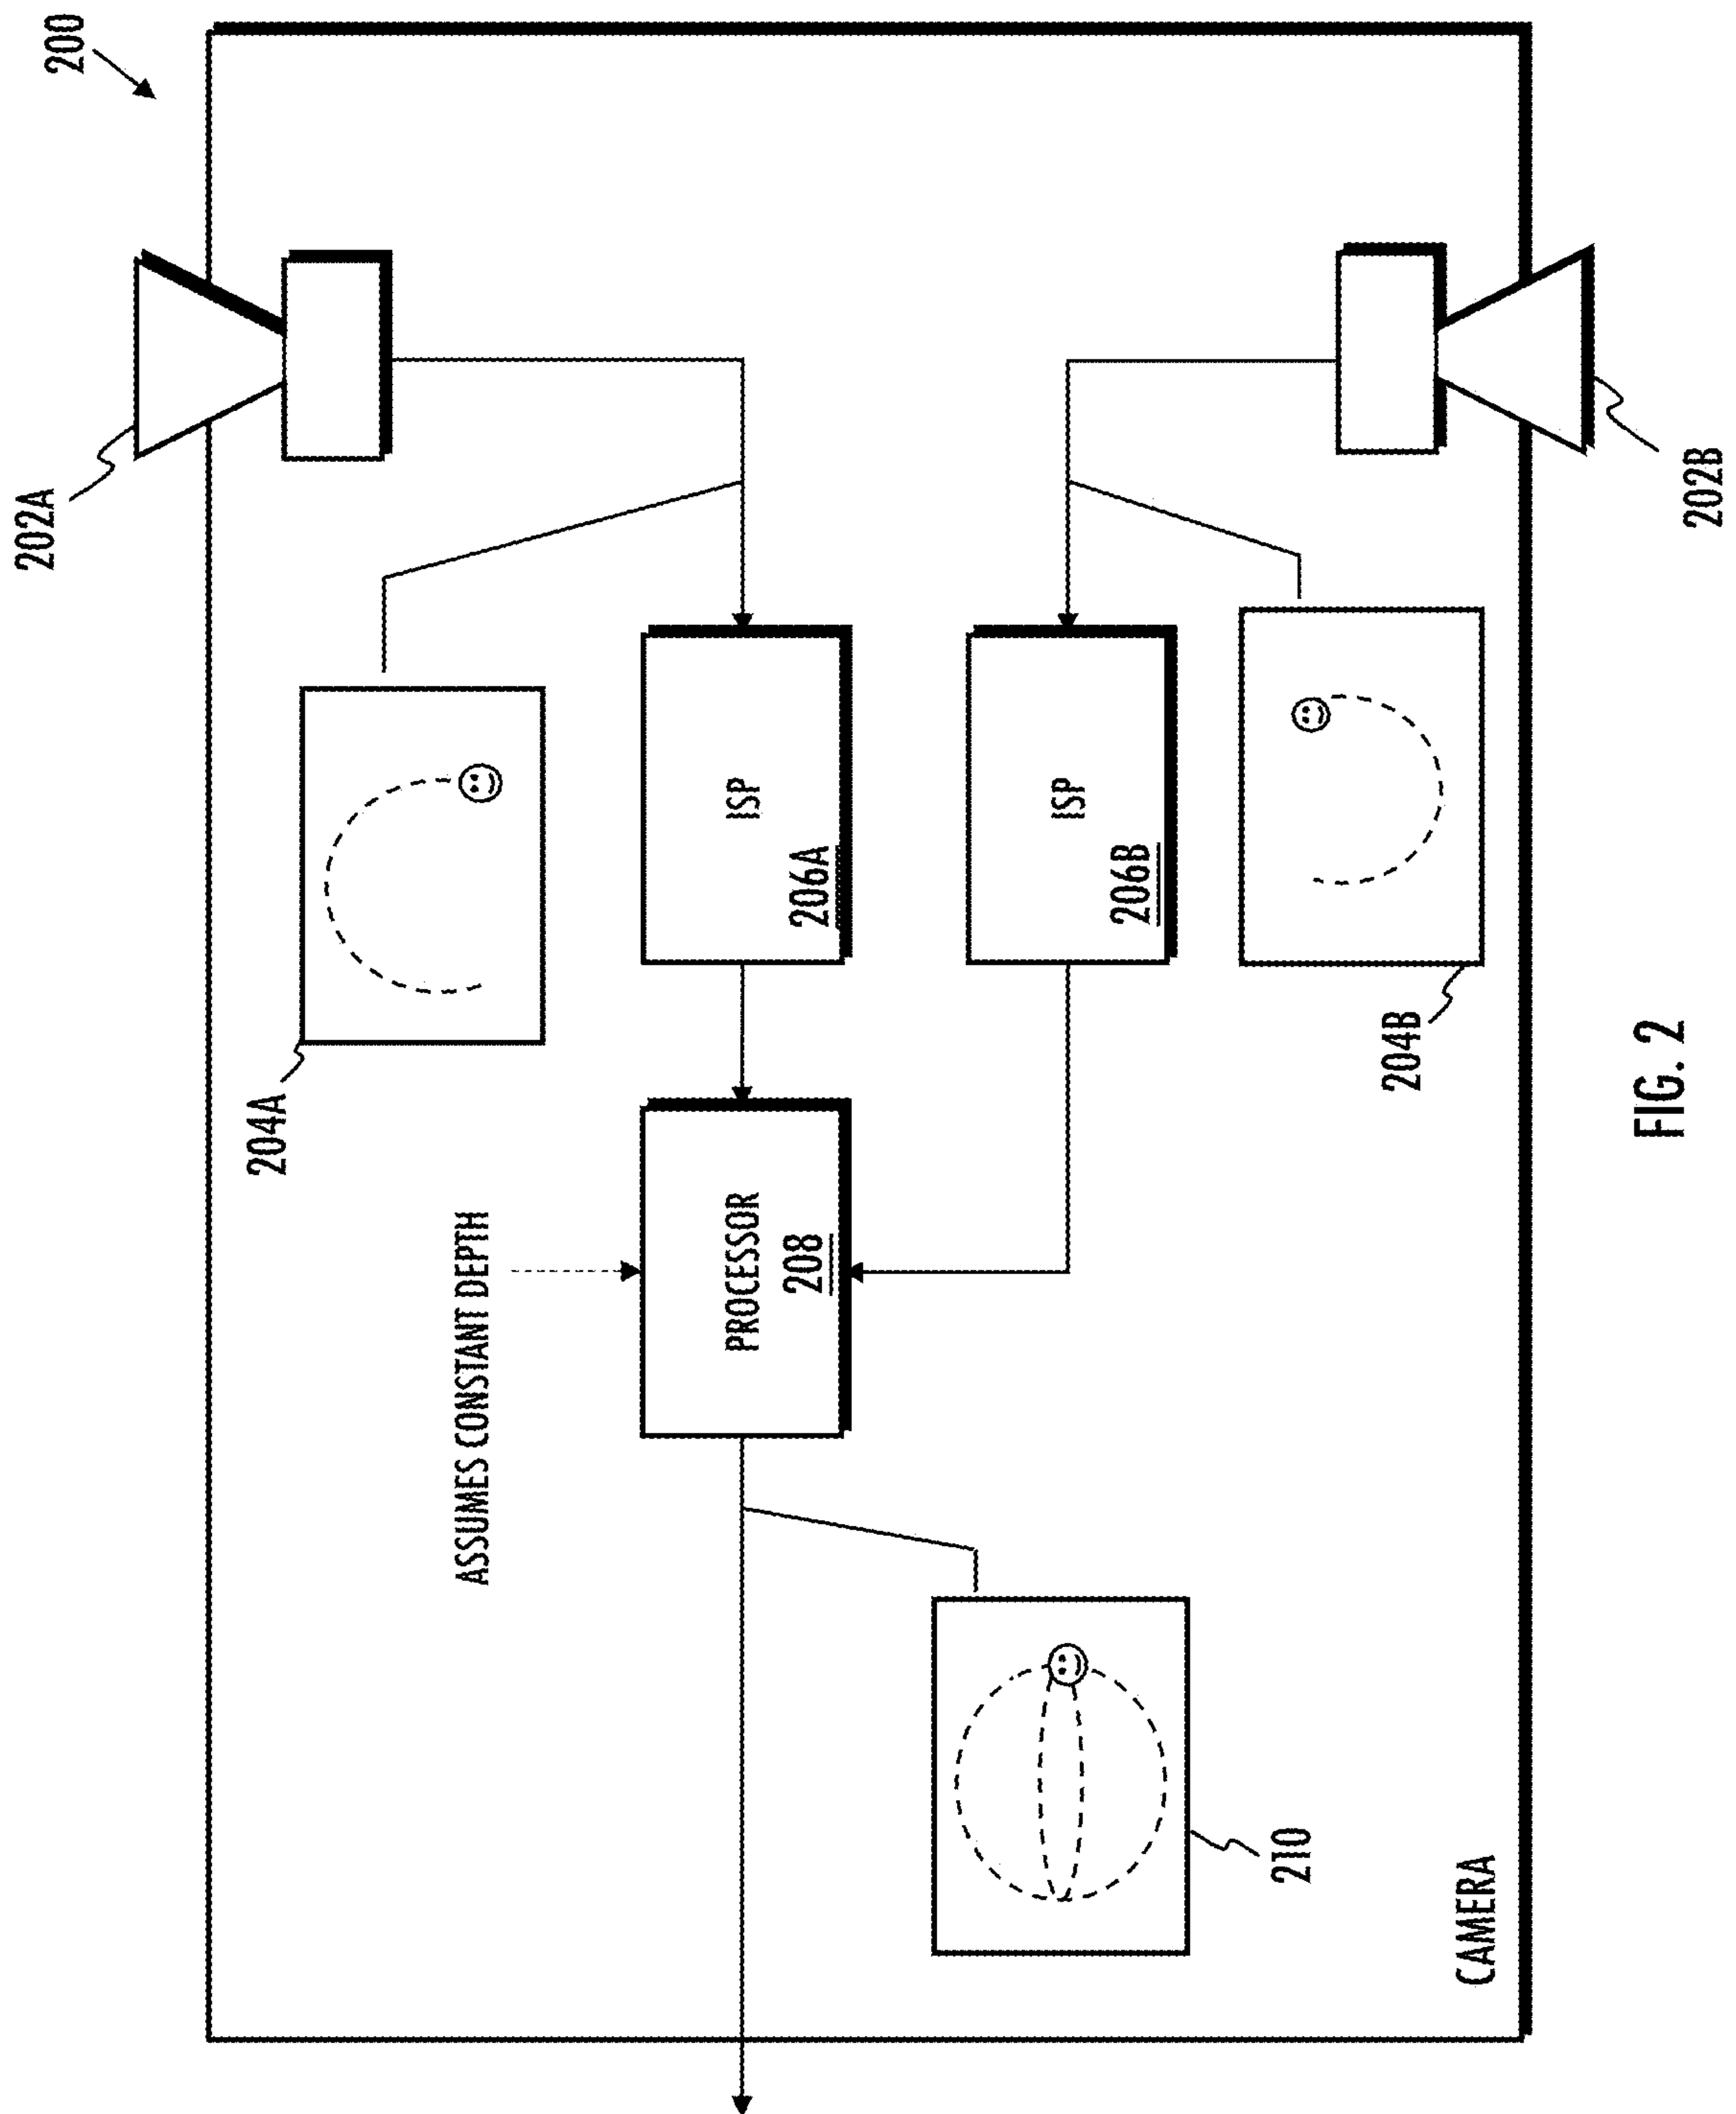 200
202A
204A
ISP
206A
ASSUMES CONSTANT DEPTH
PROCESSOR
208
ISP
206B
204B
202B
210
CAMERA
FIG. 2